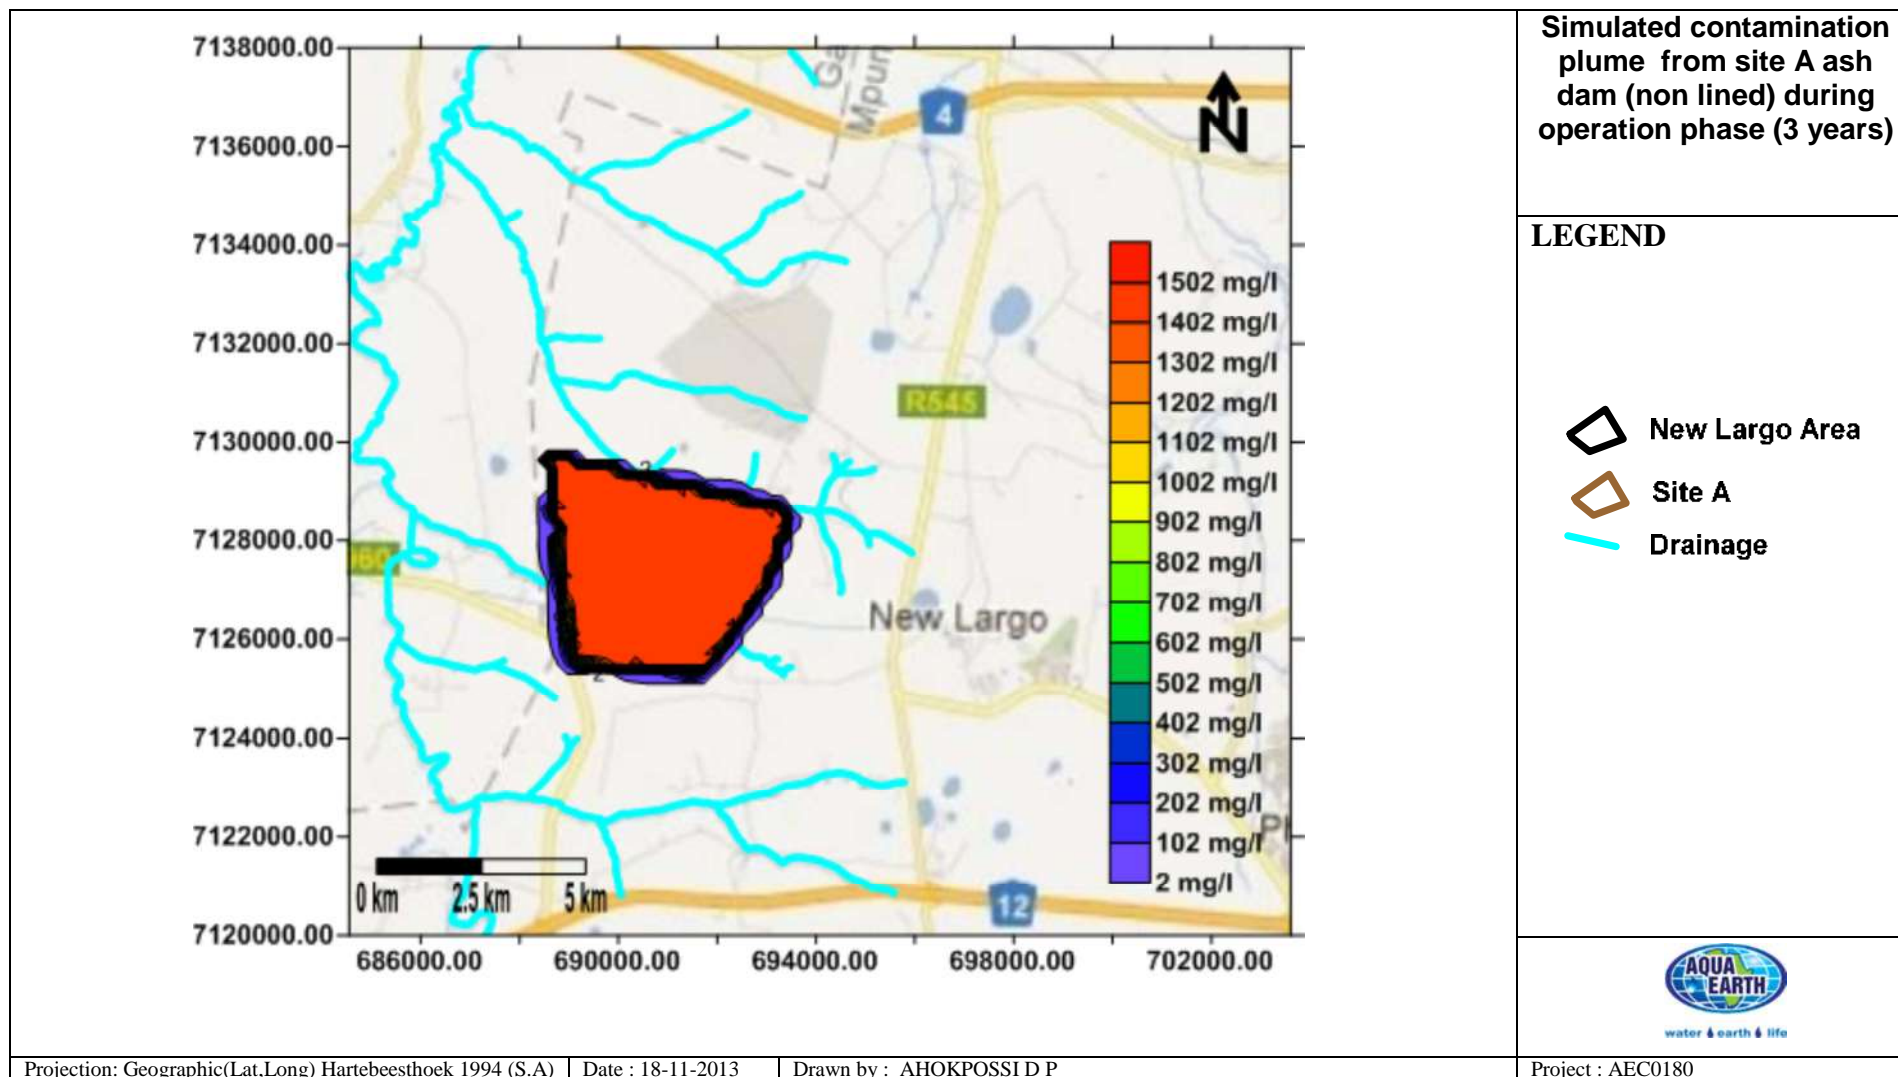 Simulated contamination
plume from site A ash
dam (non lined) during
operation phase (3 years)
LEGEND
New Largo Area
Site A
Drainage
7138000.00
7136000.00
7134000.00
7132000.00
7130000.00
7128000.00
7126000.00
7124000.00
7122000.00
7120000.00
686000.00
690000.00
694000.00
698000.00
702000.00
Ga
Mpum
4
N
R545
960
New Largo
12
2
2
1502 mg/l
1402 mg/l
1302 mg/l
1202 mg/l
1102 mg/l
1002 mg/l
902 mg/l
802 mg/l
702 mg/l
602 mg/l
502 mg/l
402 mg/l
302 mg/l
202 mg/l
102 mg/l
2 mg/l
Ph
0 km 2.5 km 5 km
AQUA
EARTH
water earth life
Projection: Geographic(Lat,Long) Hartebeesthoek 1994 (S.A)
Date : 18-11-2013
Drawn by : AHOKPOSSI D P
Project : AEC0180